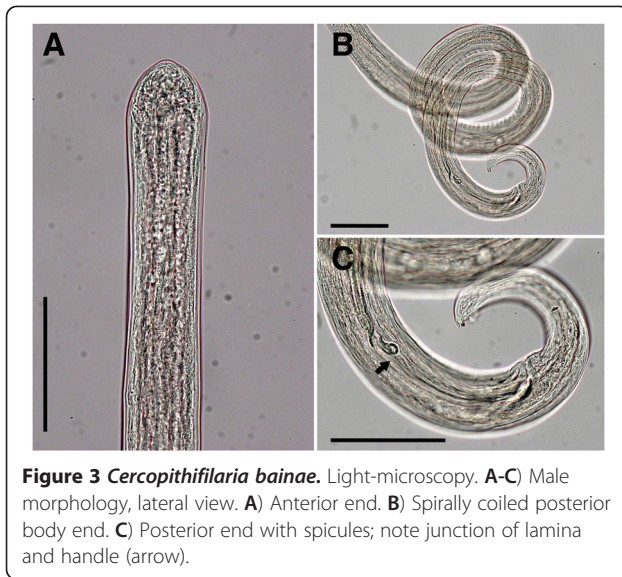 A
B
C
Figure 3 Cercopithifilaria bainae. Light-microscopy. A-C) Male
morphology, lateral view. A) Anterior end. B) Spirally coiled posterior
body end. C) Posterior end with spicules; note junction of lamina
and handle (arrow).